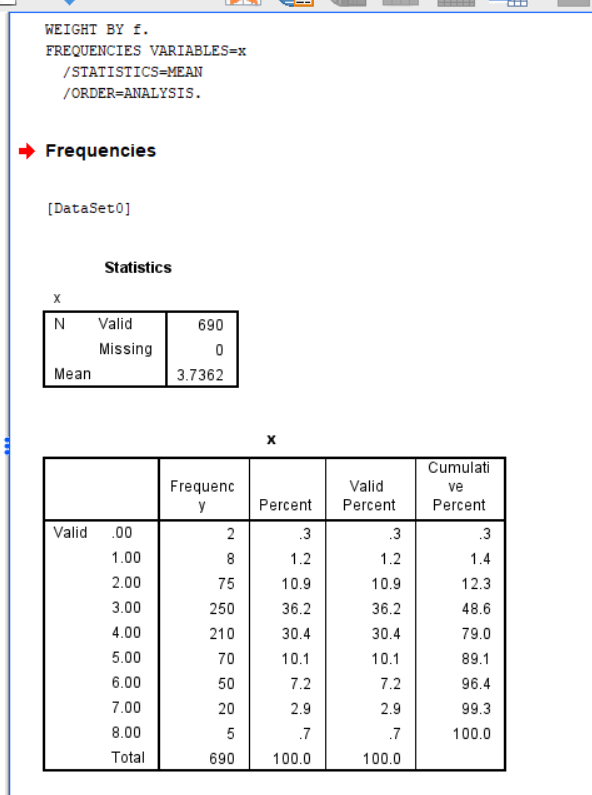 WEIGHT BY f.
FREQUENCIES VARIABLES=x
/STATISTICS=MEAN
/ORDER=ANALYSIS.
Frequencies
[DataSet0]
Statistics
x
N Valid 690
Missing 0
Mean 3.7362
x
Frequenc
y Percent Valid
Percent Cumulati
ve
Percent
Valid .00 2 .3 .3 .3
1.00 8 1.2 1.2 1.4
2.00 75 10.9 10.9 12.3
3.00 250 36.2 36.2 48.6
4.00 210 30.4 30.4 79.0
5.00 70 10.1 10.1 89.1
6.00 50 7.2 7.2 96.4
7.00 20 2.9 2.9 99.3
8.00 5 .7 .7 100.0
Total 690 100.0 100.0